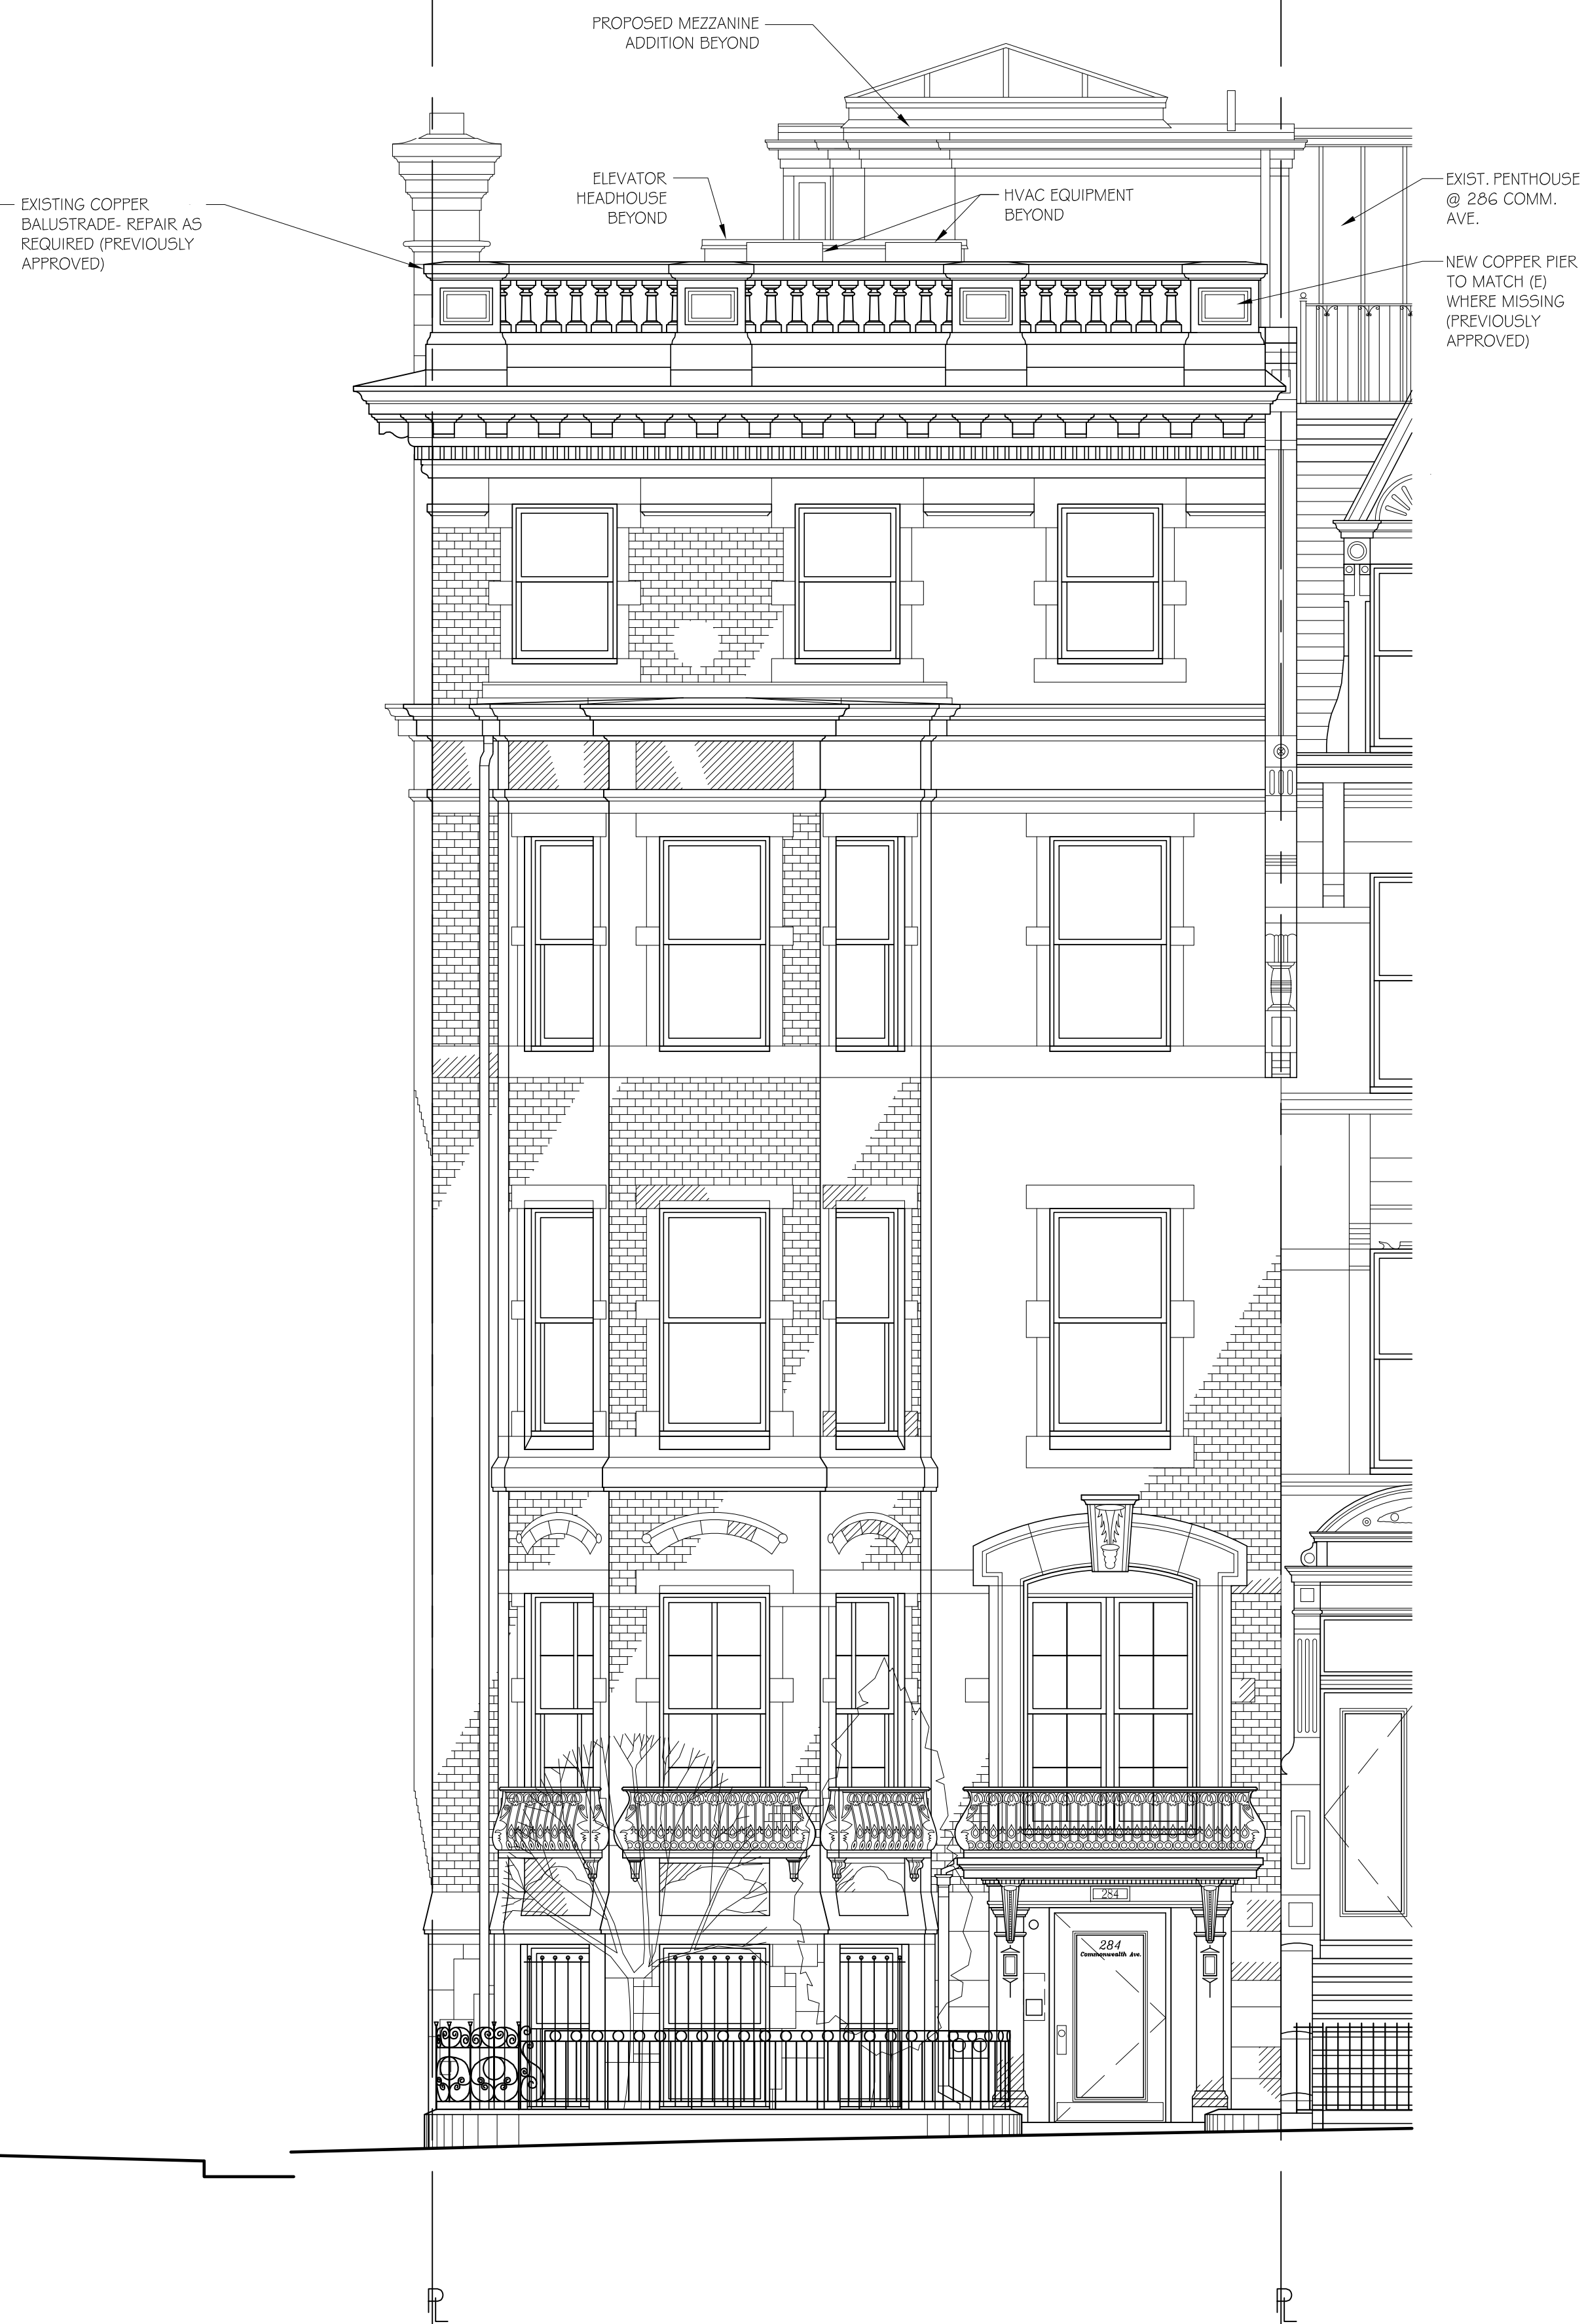 PROPOSED MEZZANINE
ADDITION BEYOND
ELEVATOR
HEADHOUSE
BEYOND
HVAC EQUIPMENT
BEYOND
EXIST. PENTHOUSE
@ 286 COMM.
AVE.
EXISTING COPPER
BALUSTRADE- REPAIR AS
REQUIRED (PREVIOUSLY
APPROVED)
NEW COPPER PIER
TO MATCH (E)
WHERE MISSING
(PREVIOUSLY
APPROVED)
284
284
Commonwealth Ave.
PL
PL